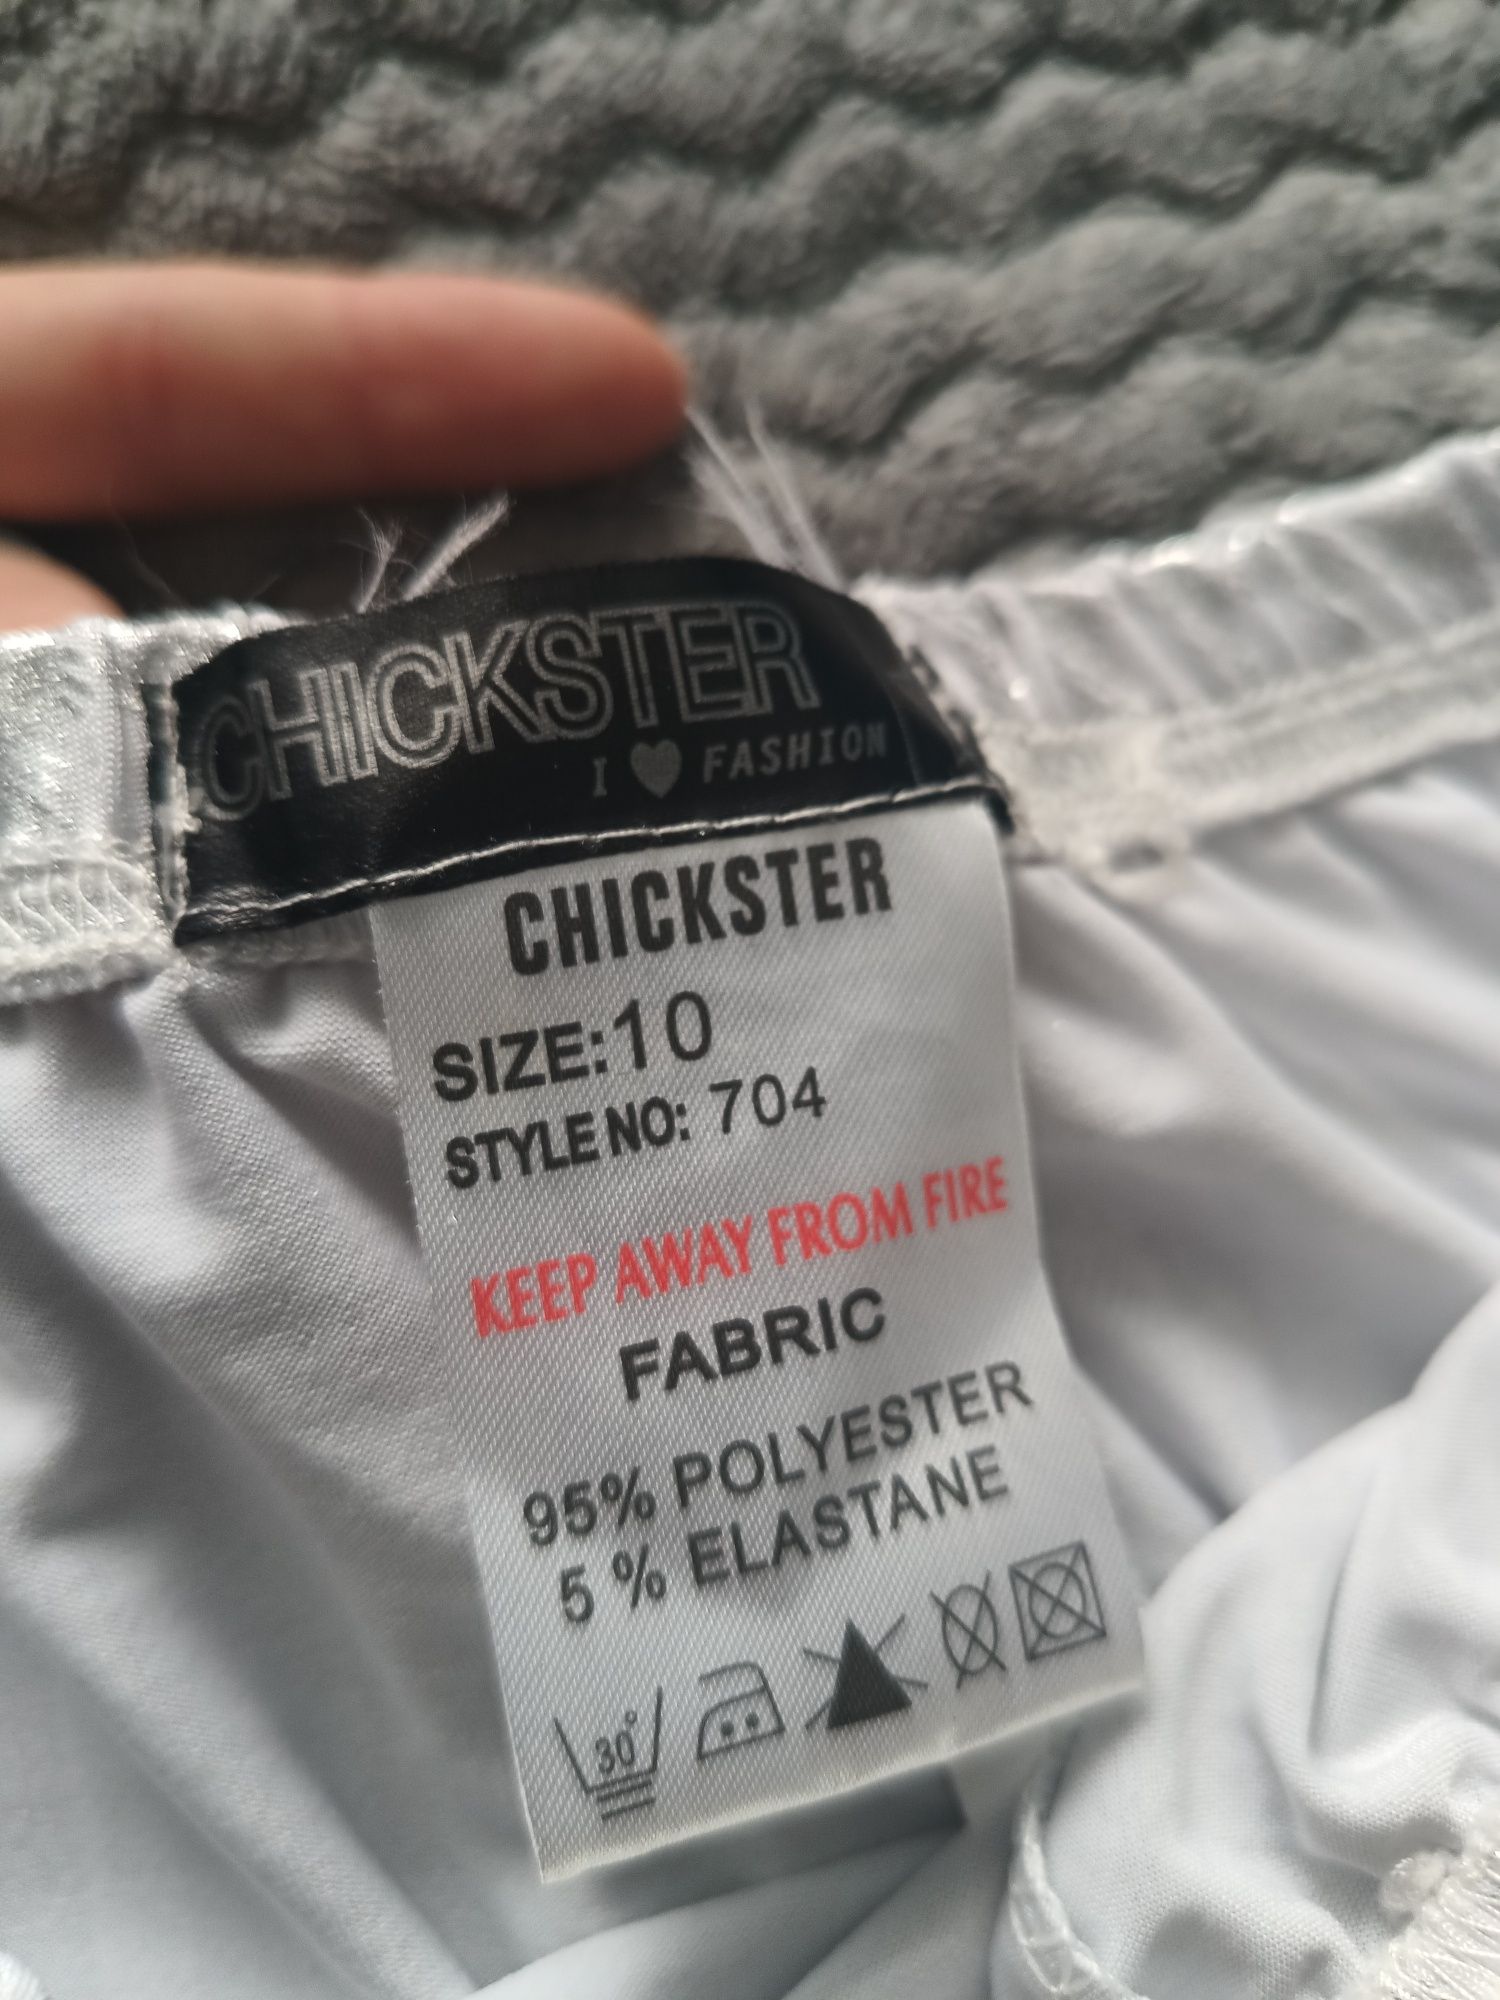 CHICKSTER
I ♥ FASHION
CHICKSTER
SIZE:10
STYLE NO: 704
KEEP AWAY FROM FIRE
FABRIC
95% POLYESTER
5 % ELASTANE
30°